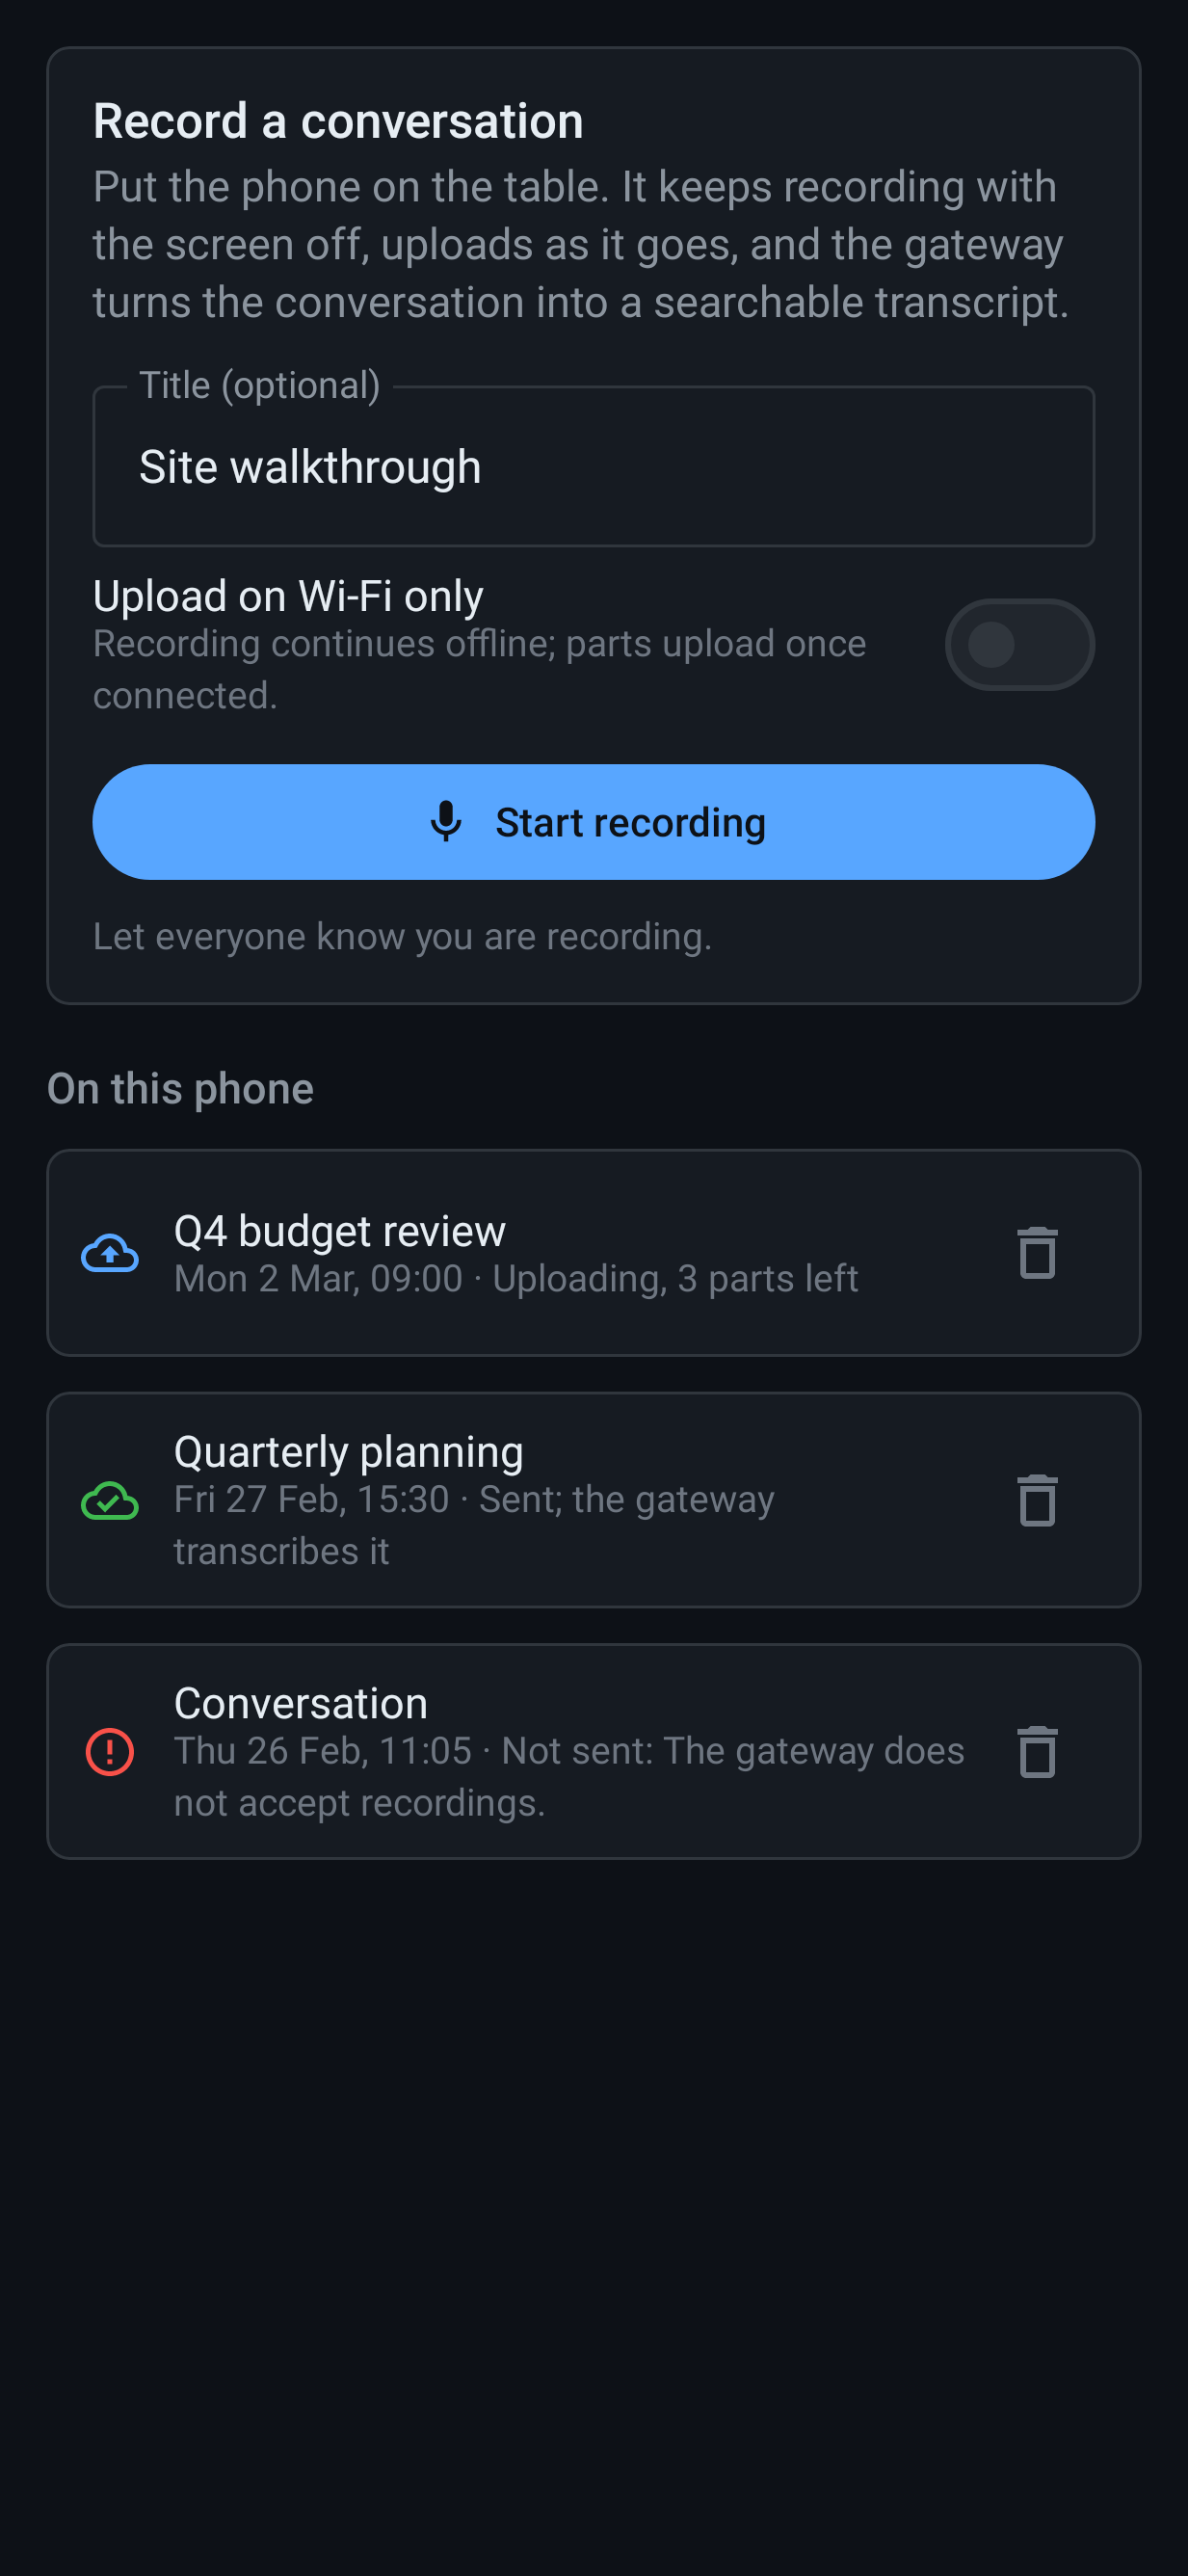 Record a conversation
Put the phone on the table. It keeps recording with
the screen off, uploads as it goes, and the gateway
turns the conversation into a searchable transcript.
Title (optional)
Site walkthrough
Upload on Wi-Fi only
Recording continues offline; parts upload once
connected.
Start recording
Let everyone know you are recording.
On this phone
Q4 budget review
Mon 2 Mar, 09:00 · Uploading, 3 parts left
Quarterly planning
Fri 27 Feb, 15:30 · Sent; the gateway
transcribes it
Conversation
Thu 26 Feb, 11:05 · Not sent: The gateway does
not accept recordings.